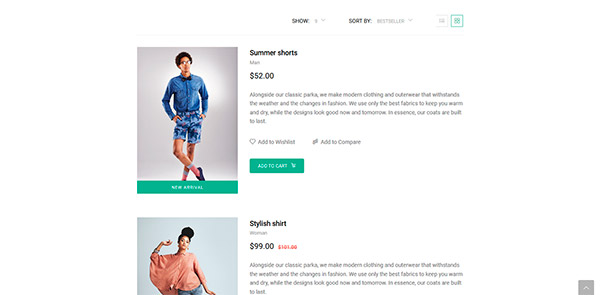 SHOW: 6 SORT BY: BESTSELLER
Summer shorts
Man
$52.00
Alongside our classic parka, we make modern clothing and outerwear that withstands
the weather and the changes in fashion. We use only the best fabrics to keep you warm
and dry, while the designs look good now and tomorrow. In essence, our coats are built
to last.
Add to Wishlist Add to Compare
ADD TO CART
NEW ARRIVAL
Stylish shirt
Woman
$99.00 $101.00
Alongside our classic parka, we make modern clothing and outerwear that withstands
the weather and the changes in fashion. We use only the best fabrics to keep you warm
and dry, while the designs look good now and tomorrow. In essence, our coats are built
to last.